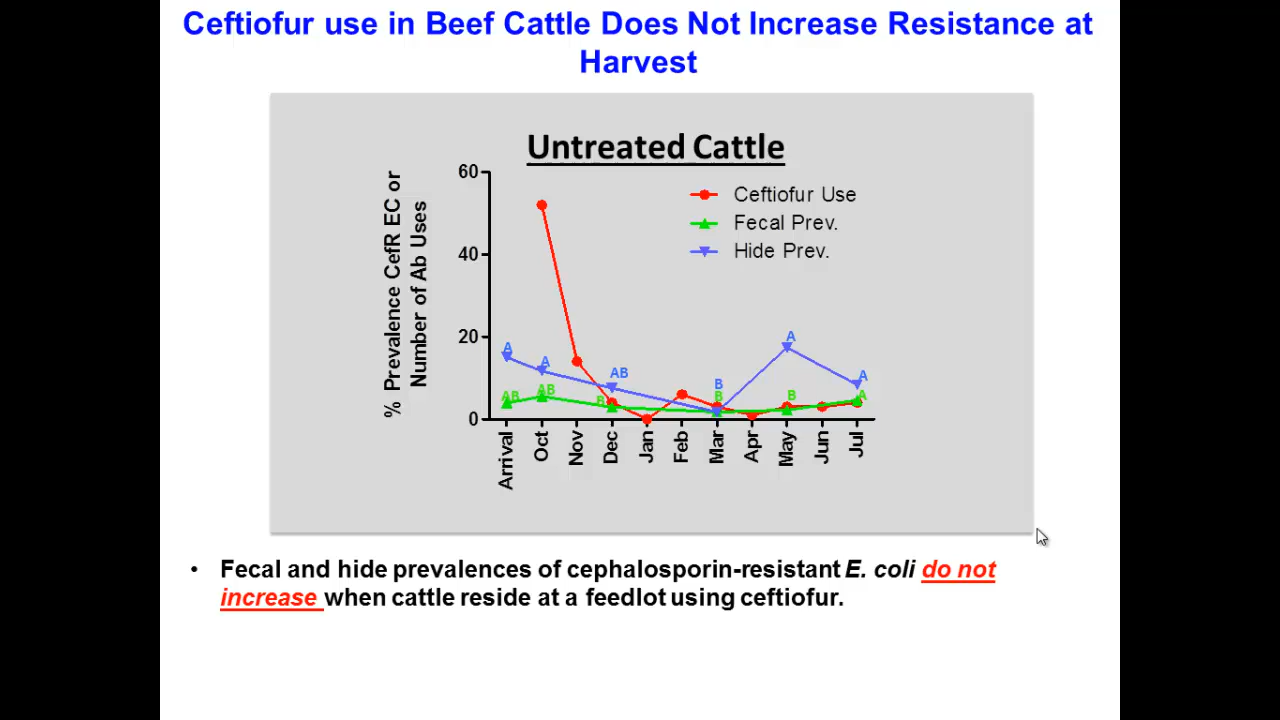 Ceftiofur use in Beef Cattle Does Not Increase Resistance at
Harvest
Untreated Cattle
% Prevalence CefR EC or
Number of Ab Uses
60
40
20
0
Ceftiofur Use
Fecal Prev.
Hide Prev.
A
A
AB
B
A
A
AB
AB
B
B
B
A
Arrival
Oct
Nov
Dec
Jan
Feb
Mar
Apr
May
Jun
Jul
• Fecal and hide prevalences of cephalosporin-resistant E. coli do not
increase when cattle reside at a feedlot using ceftiofur.